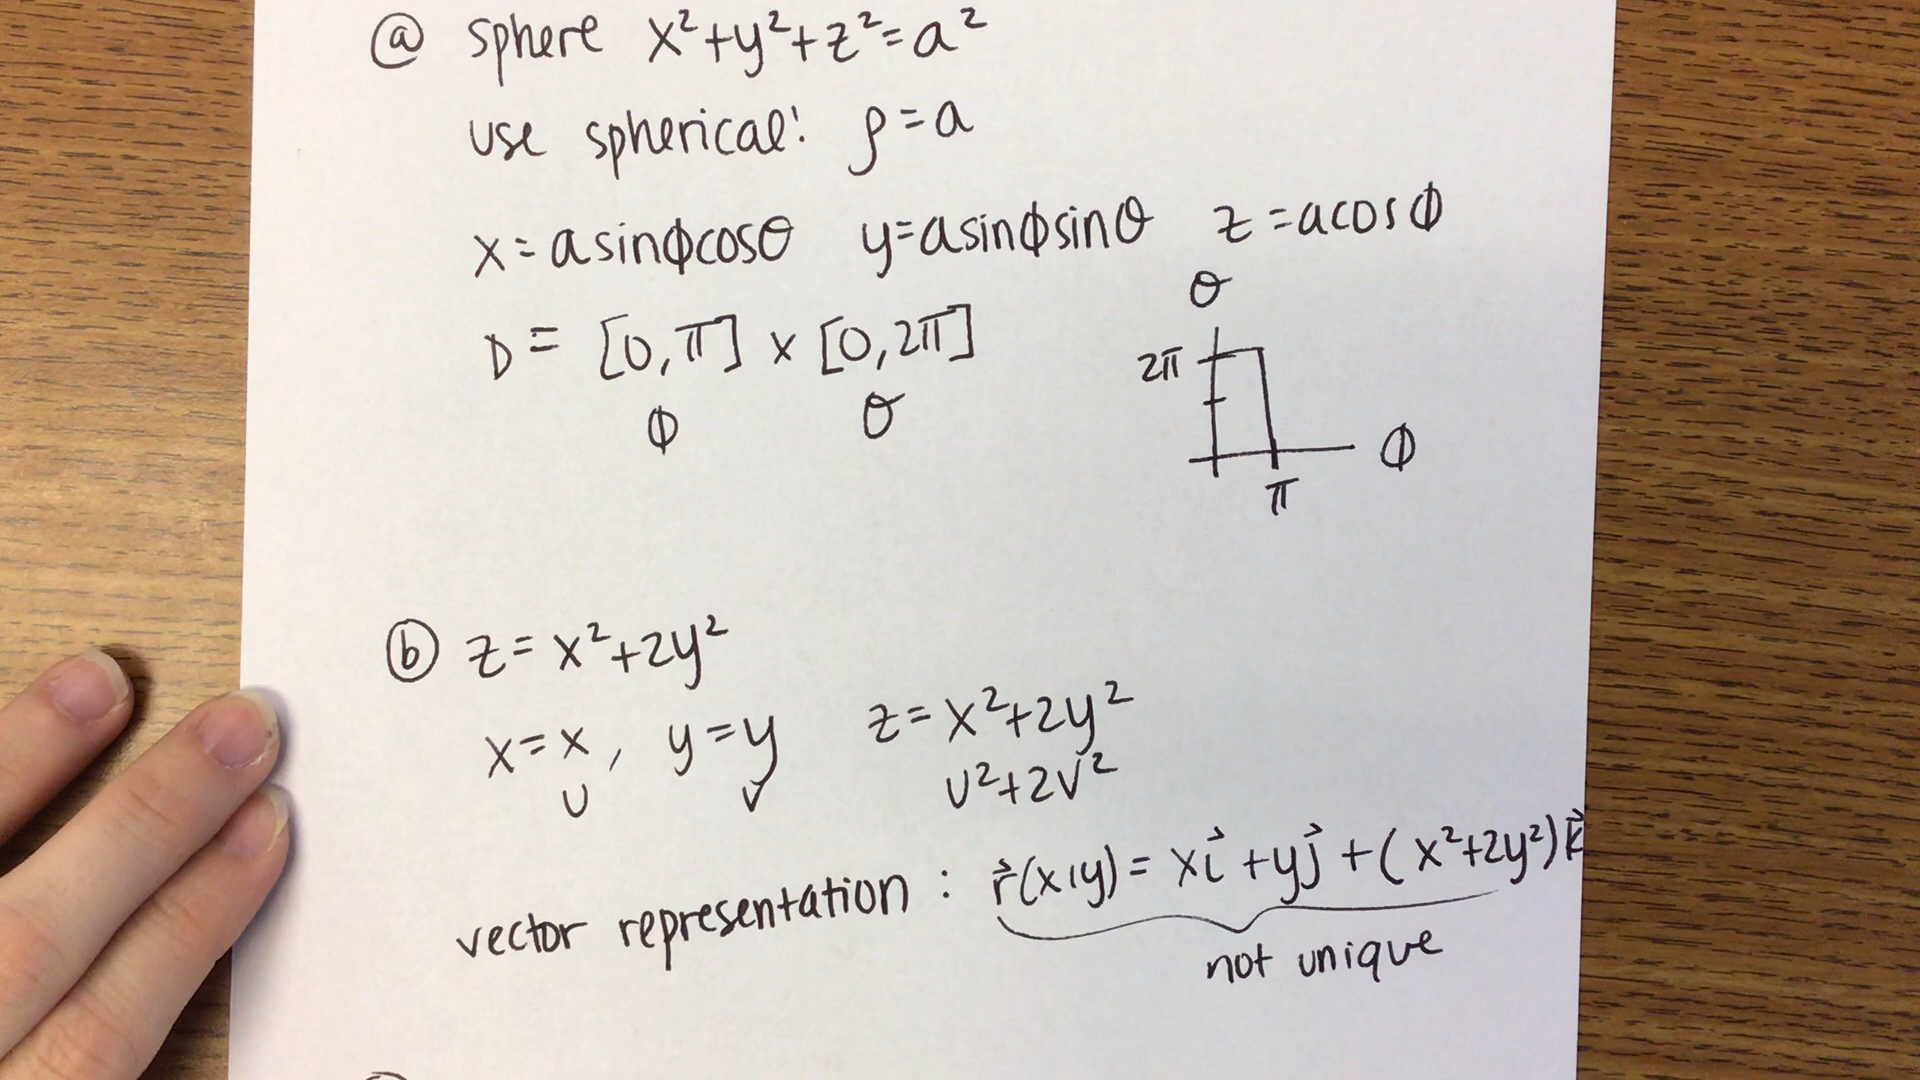 ⓐ sphere x²+y²+z²=a²
use spherical: ρ=a
x=asinϕcosθ y=asinϕsinθ z=acosϕ
D = [0,π] x [0,2π]
ϕ θ
θ
2π
ϕ
π
ⓑ z=x²+2y²
x=x, y=y z=x²+2y²
u v u²+2v²
vector representation : r⃗(x,y)= xi⃗+yj⃗+(x²+2y²)k⃗
not unique